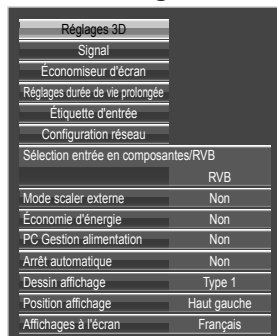 Réglages 3D
Signal
Économiseur d'écran
Réglages durée de vie prolongée
Étiquette d'entrée
Configuration réseau
Sélection entrée en composantes/RVB
RVB
Mode scaler externe Non
Économie d'énergie Non
PC Gestion alimentation Non
Arrêt automatique Non
Dessin affichage Type 1
Position affichage Haut gauche
Affichages à l'écran Français